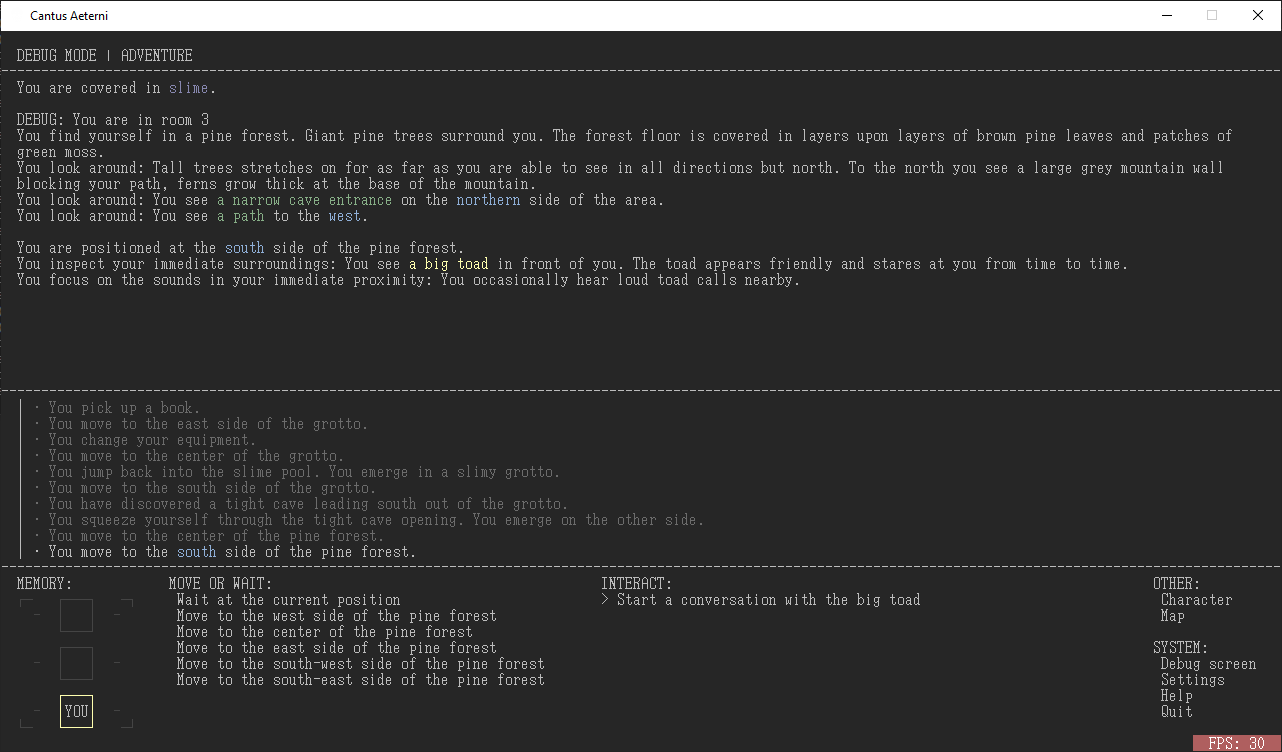 Cantus Aeterni
DEBUG MODE | ADVENTURE
You are covered in slime.
DEBUG: You are in room 3
You find yourself in a pine forest. Giant pine trees surround you. The forest floor is covered in layers upon layers of brown pine leaves and patches of
green moss.
You look around: Tall trees stretches on for as far as you are able to see in all directions but north. To the north you see a large grey mountain wall
blocking your path, ferns grow thick at the base of the mountain.
You look around: You see a narrow cave entrance on the northern side of the area.
You look around: You see a path to the west.
You are positioned at the south side of the pine forest.
You inspect your immediate surroundings: You see a big toad in front of you. The toad appears friendly and stares at you from time to time.
You focus on the sounds in your immediate proximity: You occasionally hear loud toad calls nearby.
· You pick up a book.
· You move to the east side of the grotto.
· You change your equipment.
· You move to the center of the grotto.
· You jump back into the slime pool. You emerge in a slimy grotto.
· You move to the south side of the grotto.
· You have discovered a tight cave leading south out of the grotto.
· You squeeze yourself through the tight cave opening. You emerge on the other side.
· You move to the center of the pine forest.
· You move to the south side of the pine forest.
MEMORY:
YOU
MOVE OR WAIT:
Wait at the current position
Move to the west side of the pine forest
Move to the center of the pine forest
Move to the east side of the pine forest
Move to the south-west side of the pine forest
Move to the south-east side of the pine forest
INTERACT:
> Start a conversation with the big toad
OTHER:
Character
Map
SYSTEM:
Debug screen
Settings
Help
Quit
FPS: 30